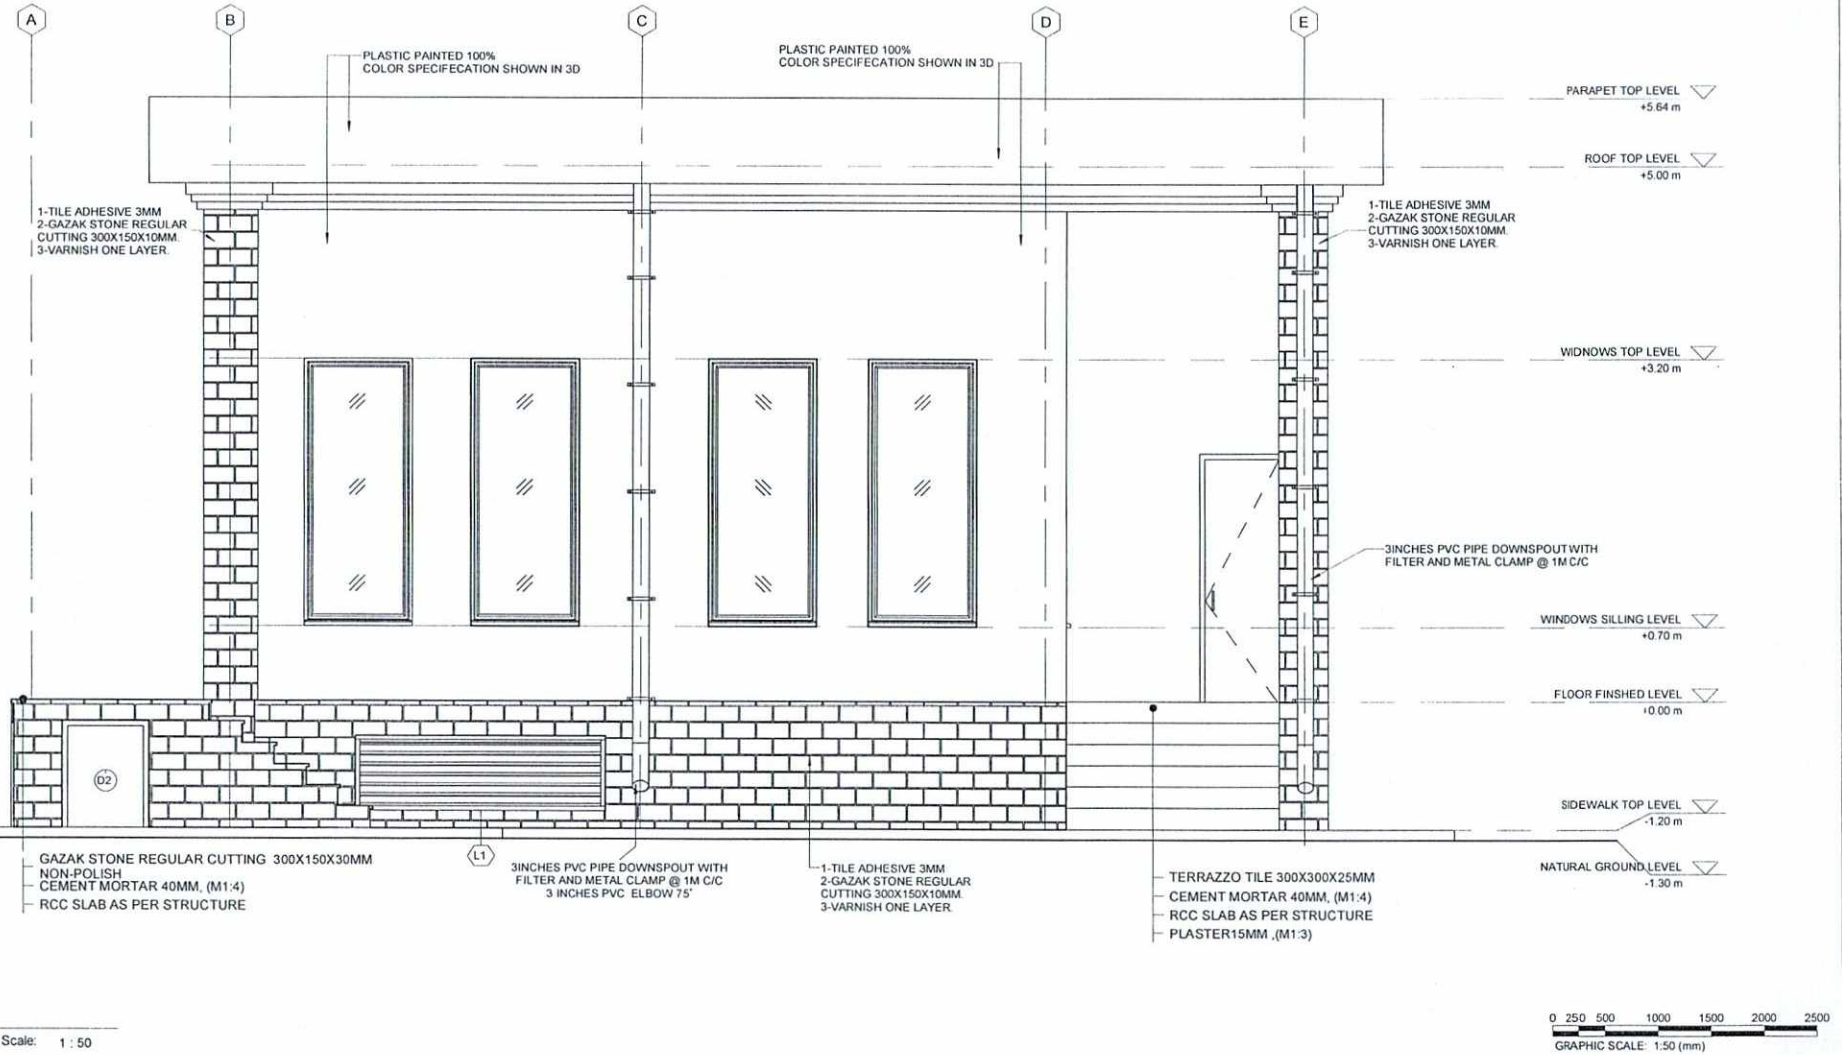 A
B
C
D
E
PLASTIC PAINTED 100%
COLOR SPECIFECATION SHOWN IN 3D
PLASTIC PAINTED 100%
COLOR SPECIFECATION SHOWN IN 3D
PARAPET TOP LEVEL
+5.64 m
ROOF TOP LEVEL
+5.00 m
1-TILE ADHESIVE 3MM
2-GAZAK STONE REGULAR
CUTTING 300X150X10MM.
3-VARNISH ONE LAYER.
1-TILE ADHESIVE 3MM
2-GAZAK STONE REGULAR
CUTTING 300X150X10MM.
3-VARNISH ONE LAYER.
WIDNOWS TOP LEVEL
+3.20 m
3INCHES PVC PIPE DOWNSPOUT WITH
FILTER AND METAL CLAMP @ 1M C/C
WINDOWS SILLING LEVEL
+0.70 m
FLOOR FINSHED LEVEL
+0.00 m
D2
SIDEWALK TOP LEVEL
-1.20 m
L1
NATURAL GROUND LEVEL
-1.30 m
GAZAK STONE REGULAR CUTTING 300X150X30MM
NON-POLISH
CEMENT MORTAR 40MM, (M1:4)
RCC SLAB AS PER STRUCTURE
3INCHES PVC PIPE DOWNSPOUT WITH
FILTER AND METAL CLAMP @ 1M C/C
3 INCHES PVC ELBOW 75°
1-TILE ADHESIVE 3MM
2-GAZAK STONE REGULAR
CUTTING 300X150X10MM.
3-VARNISH ONE LAYER.
TERRAZZO TILE 300X300X25MM
CEMENT MORTAR 40MM, (M1:4)
RCC SLAB AS PER STRUCTURE
PLASTER15MM ,(M1:3)
Scale: 1 : 50
0 250 500 1000 1500 2000 2500
GRAPHIC SCALE: 1:50 (mm)